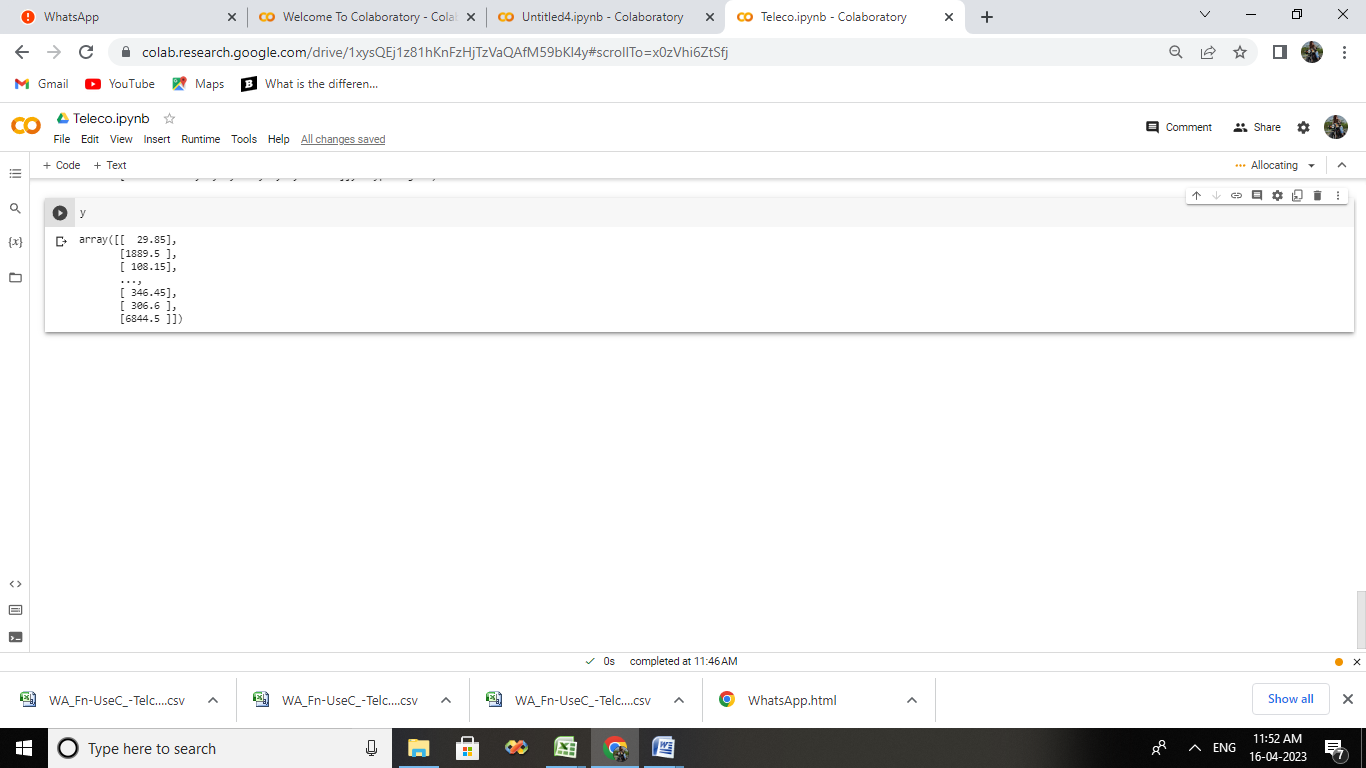 WhatsApp
Welcome To Colaboratory - Cola
Untitled4.ipynb - Colaboratory
Teleco.ipynb - Colaboratory
colab.research.google.com/drive/1xysQEj1z81hKnFzHjTzVaQAfM59bKl4y#scrollTo=x0zVhi6ZtSfj
Gmail
YouTube
Maps
What is the differen...
Teleco.ipynb
File Edit View Insert Runtime Tools Help All changes saved
Comment
Share
+ Code + Text
Allocating
y
array([[  29.85],
[1889.5 ],
[ 108.15],
...,
[ 346.45],
[ 306.6 ],
[6844.5 ]])
{x}
0s completed at 11:46 AM
WA_Fn-UseC_-Telc....csv
WA_Fn-UseC_-Telc....csv
WA_Fn-UseC_-Telc....csv
WhatsApp.html
Show all
Type here to search
ENG
11:52 AM
16-04-2023
7